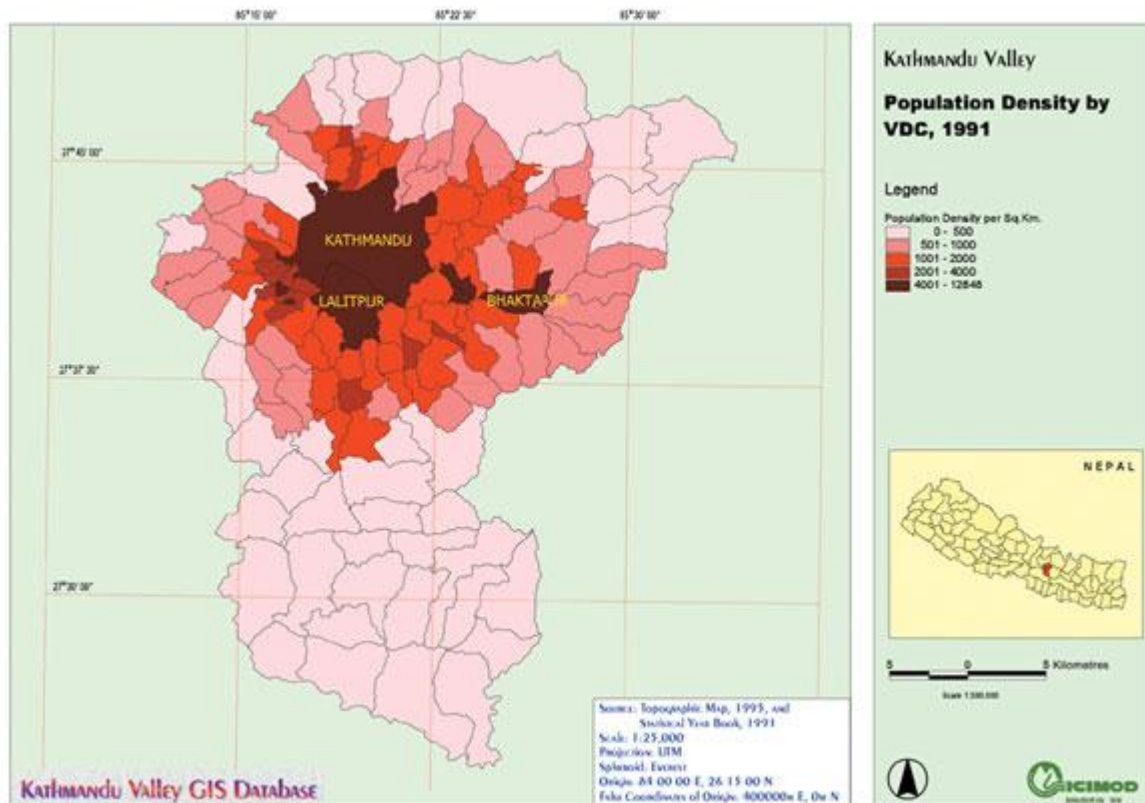 85°15' 00"
85°22' 30"
85°30' 00"
27°45' 00"
27°37' 30"
27°30' 00"
KATHMANDU
LALITPUR
BHAKTAPUR
Kathmandu Valley GIS Database
Source: Topographic Map, 1995, and
Statistical Year Book, 1991
Scale: 1:25,000
Projection: UTM
Spheroid: Everest
Origin: 84 00 00 E, 26 15 00 N
False Coordinates of Origin: 400000m E, 0m N
Kathmandu Valley
Population Density by
VDC, 1991
Legend
Population Density per Sq.Km.
0 - 500
501 - 1000
1001 - 2000
2001 - 4000
4001 - 12848
NEPAL
5 0 5 Kilometres
ICIMOD